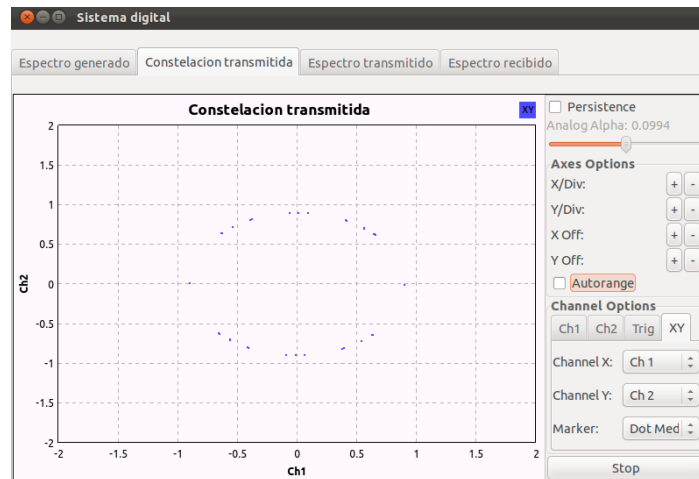 Sistema digital
Espectro generado Constelacion transmitida Espectro transmitido Espectro recibido
Constelacion transmitida
XY
2
1.5
1
0.5
0
-0.5
-1
-1.5
-2
Ch2
-2 -1.5 -1 -0.5 0 0.5 1 1.5 2
Ch1
Persistence
Analog Alpha: 0.0994
Axes Options
X/Div: + -
Y/Div: + -
X Off: + -
Y Off: + -
Autorange
Channel Options
Ch1 Ch2 Trig XY
Channel X: Ch 1
Channel Y: Ch 2
Marker: Dot Med
Stop